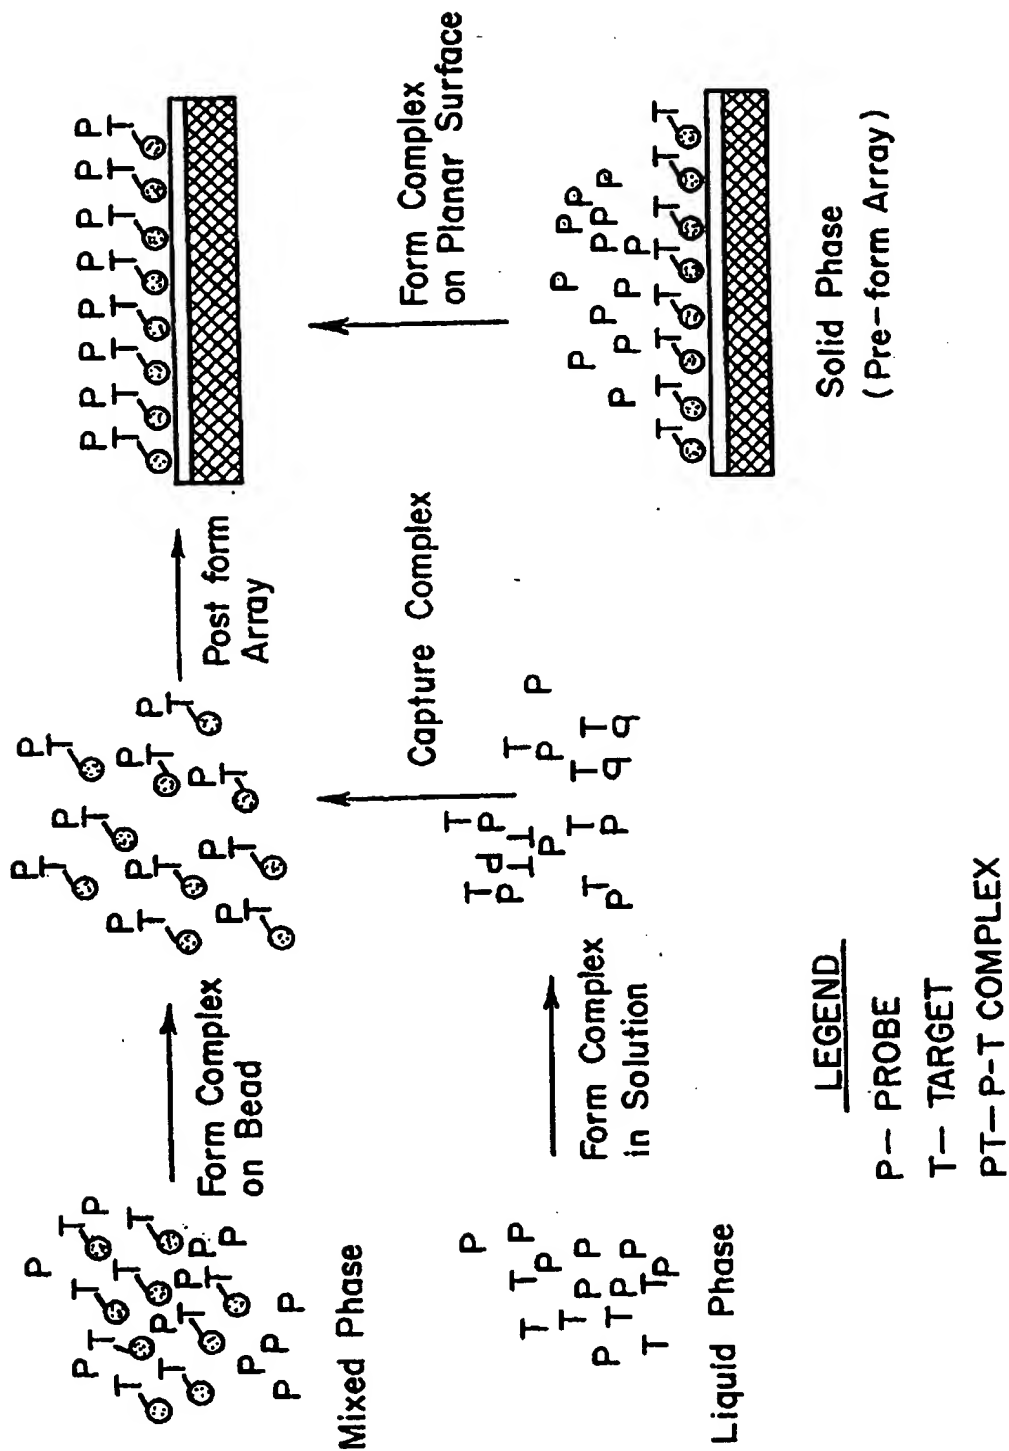 P P P P P P P P P P P
T T T T T T T T T
Mixed Phase
Form Complex
on Bead
P P P P P P P P P P
T T T T T T T T T T
Post form
Array
P P P P P P P P
T T T T T T T T
P P P P P P P P P
T T T T T T
Liquid Phase
Form Complex
in Solution
Capture Complex
Form Complex
on Planar Surface
T T T T T T T T
Solid Phase
(Pre-form Array)
LEGEND
P— PROBE
T— TARGET
PT— P-T COMPLEX